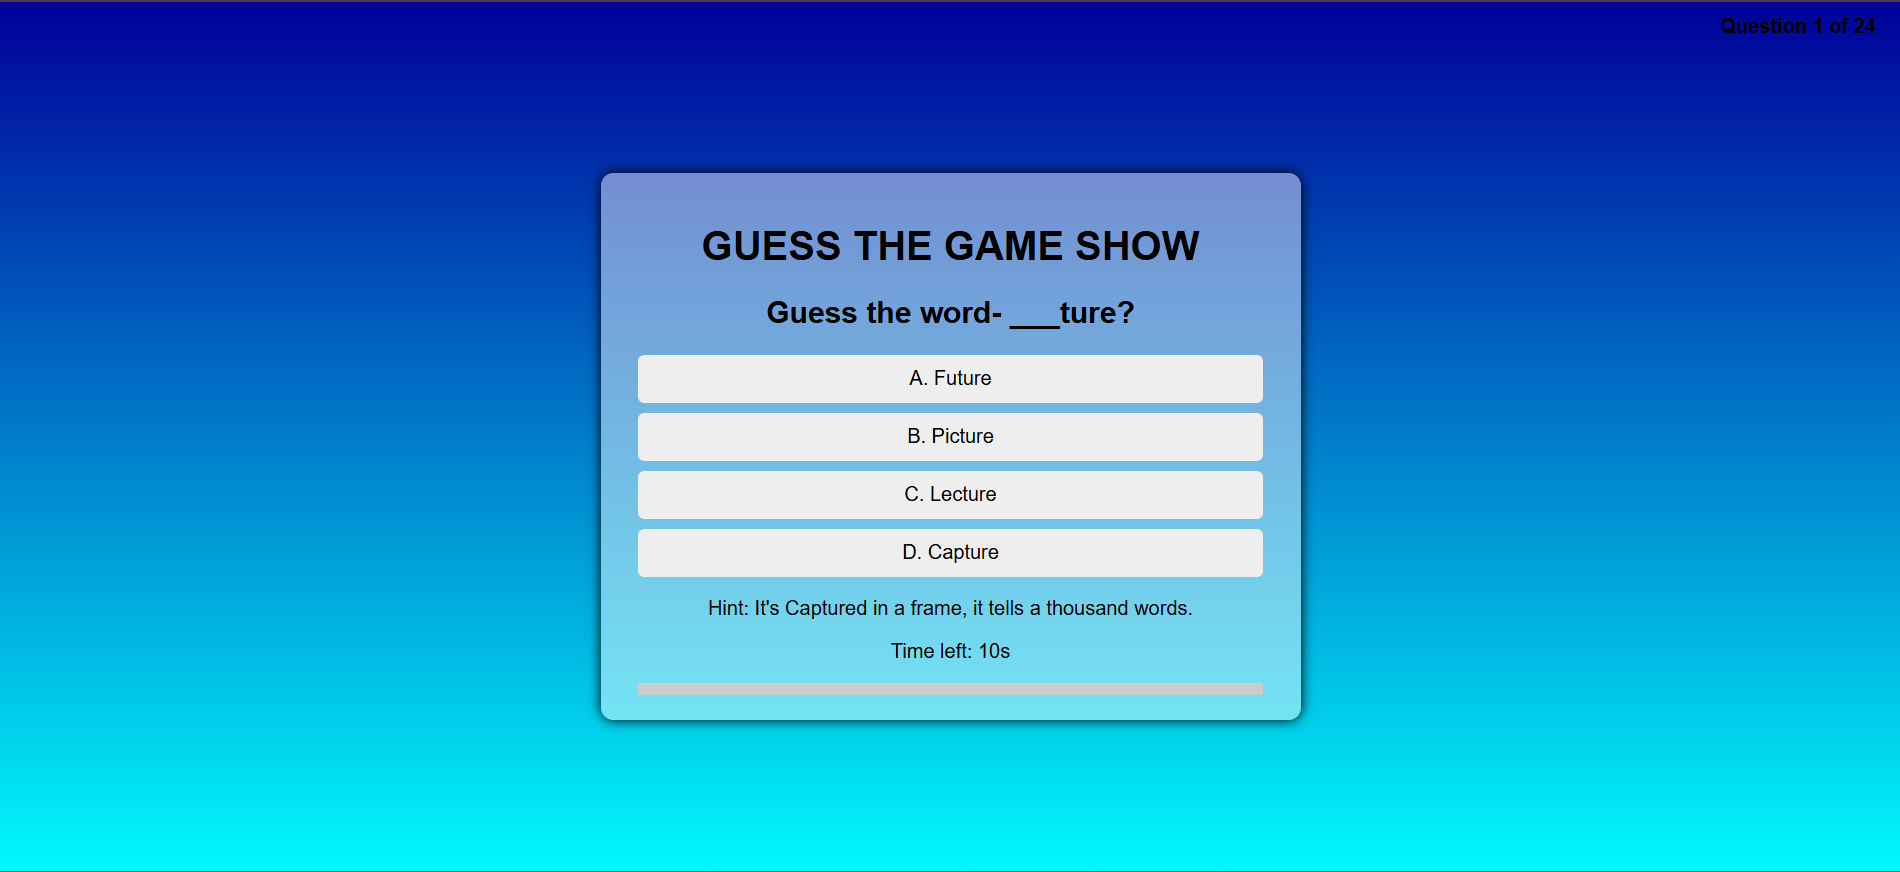 Question 1 of 24
GUESS THE GAME SHOW
Guess the word- ___ture?
A. Future
B. Picture
C. Lecture
D. Capture
Hint: It's Captured in a frame, it tells a thousand words.
Time left: 10s